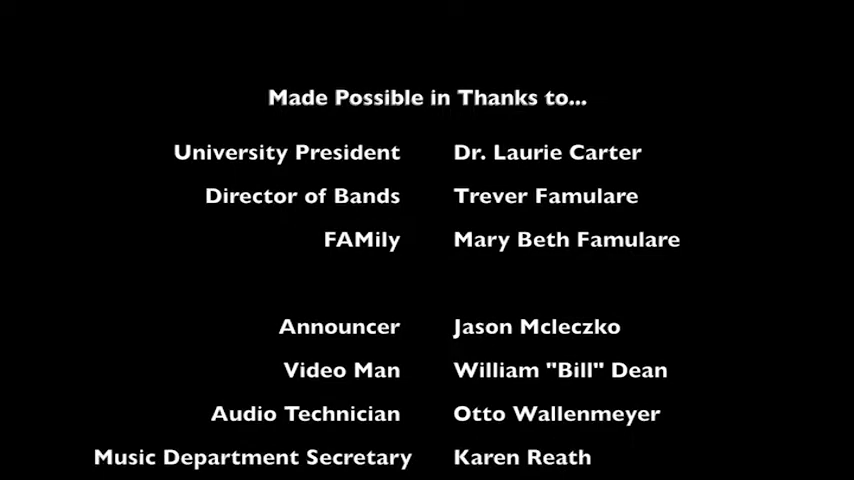 Made Possible in Thanks to...
University President Dr. Laurie Carter
Director of Bands Trever Famulare
FAMily Mary Beth Famulare
Announcer Jason Mcleczko
Video Man William "Bill" Dean
Audio Technician Otto Wallenmeyer
Music Department Secretary Karen Reath